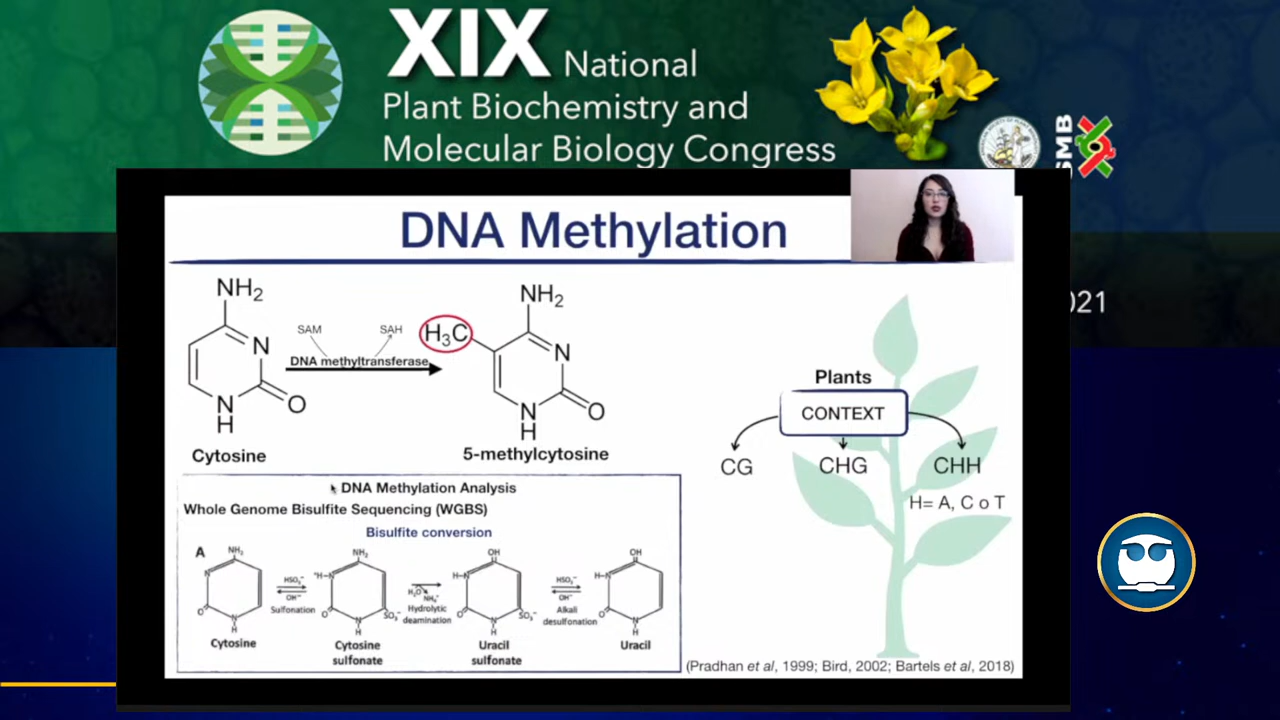 XIX National
Plant Biochemistry and
Molecular Biology Congress
SMB
021
DNA Methylation
NH₂
N
N
H
O
Cytosine
SAM
SAH
DNA methyltransferase
H₃C
NH₂
N
N
H
O
5-methylcytosine
Plants
CONTEXT
CG
CHG
CHH
H= A, C o T
DNA Methylation Analysis
Whole Genome Bisulfite Sequencing (WGBS)
Bisulfite conversion
A
NH₂
N
O
N
H
Cytosine
HSO₃⁻
OH⁻
Sulfonation
NH₂
⁺H–N
O
N
H
SO₃⁻
Cytosine
sulfonate
H₂O
NH₄⁺
Hydrolytic
deamination
OH
H–N
O
N
H
SO₃⁻
Uracil
sulfonate
HSO₃⁻
OH⁻
Alkali
desulfonation
OH
H–N
O
N
H
Uracil
(Pradhan et al, 1999; Bird, 2002; Bartels et al, 2018)